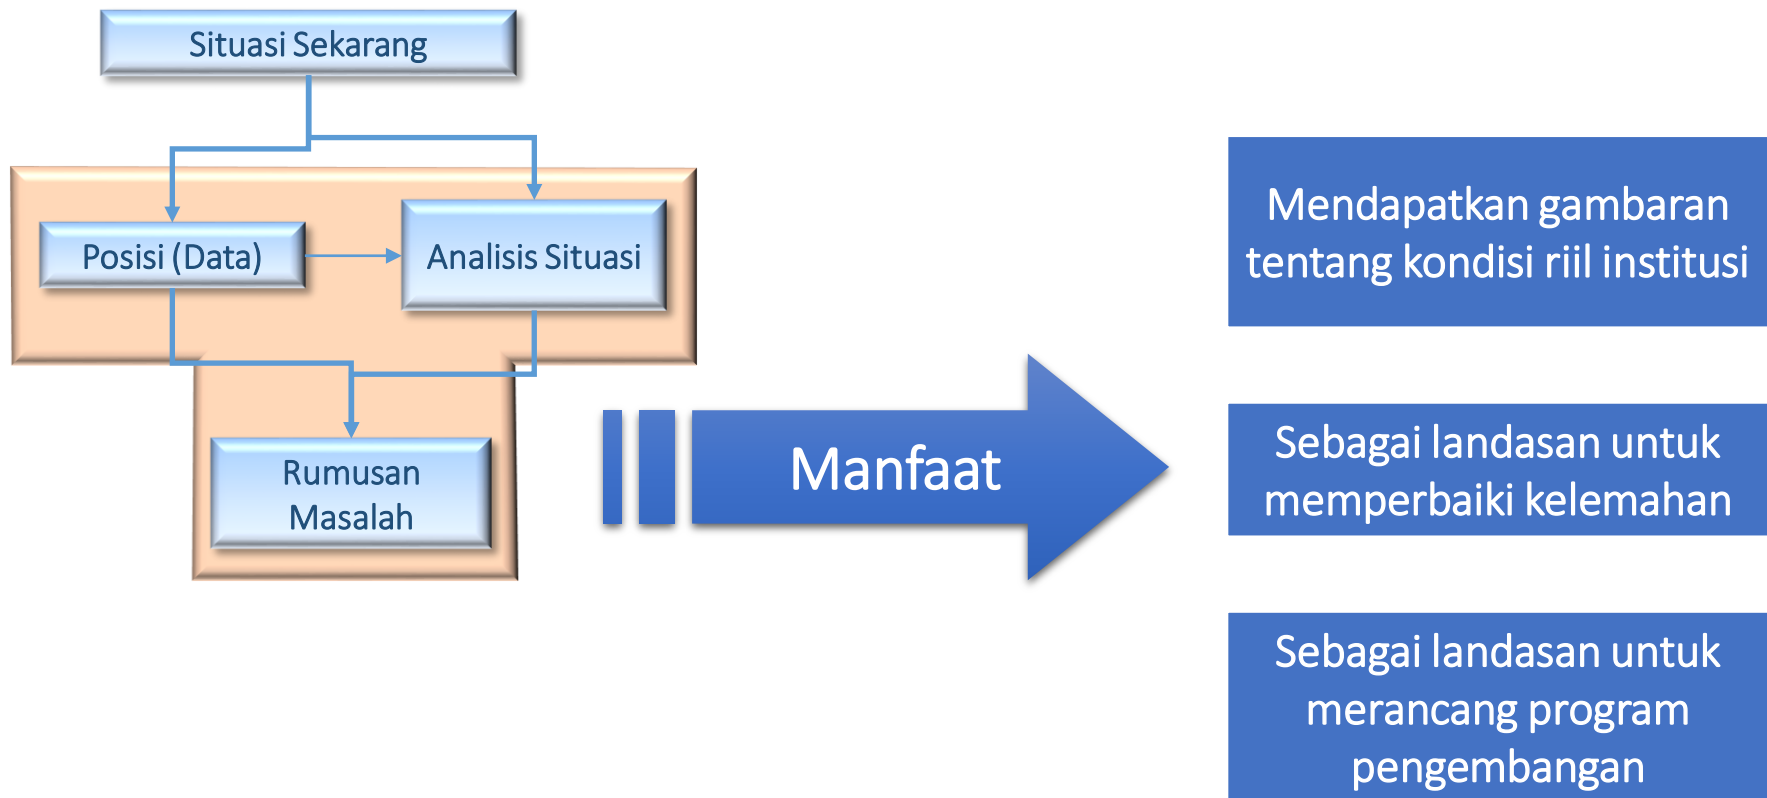 Situasi Sekarang
Posisi (Data)
Analisis Situasi
Rumusan
Masalah
Manfaat
Mendapatkan gambaran
tentang kondisi riil institusi
Sebagai landasan untuk
memperbaiki kelemahan
Sebagai landasan untuk
merancang program
pengembangan